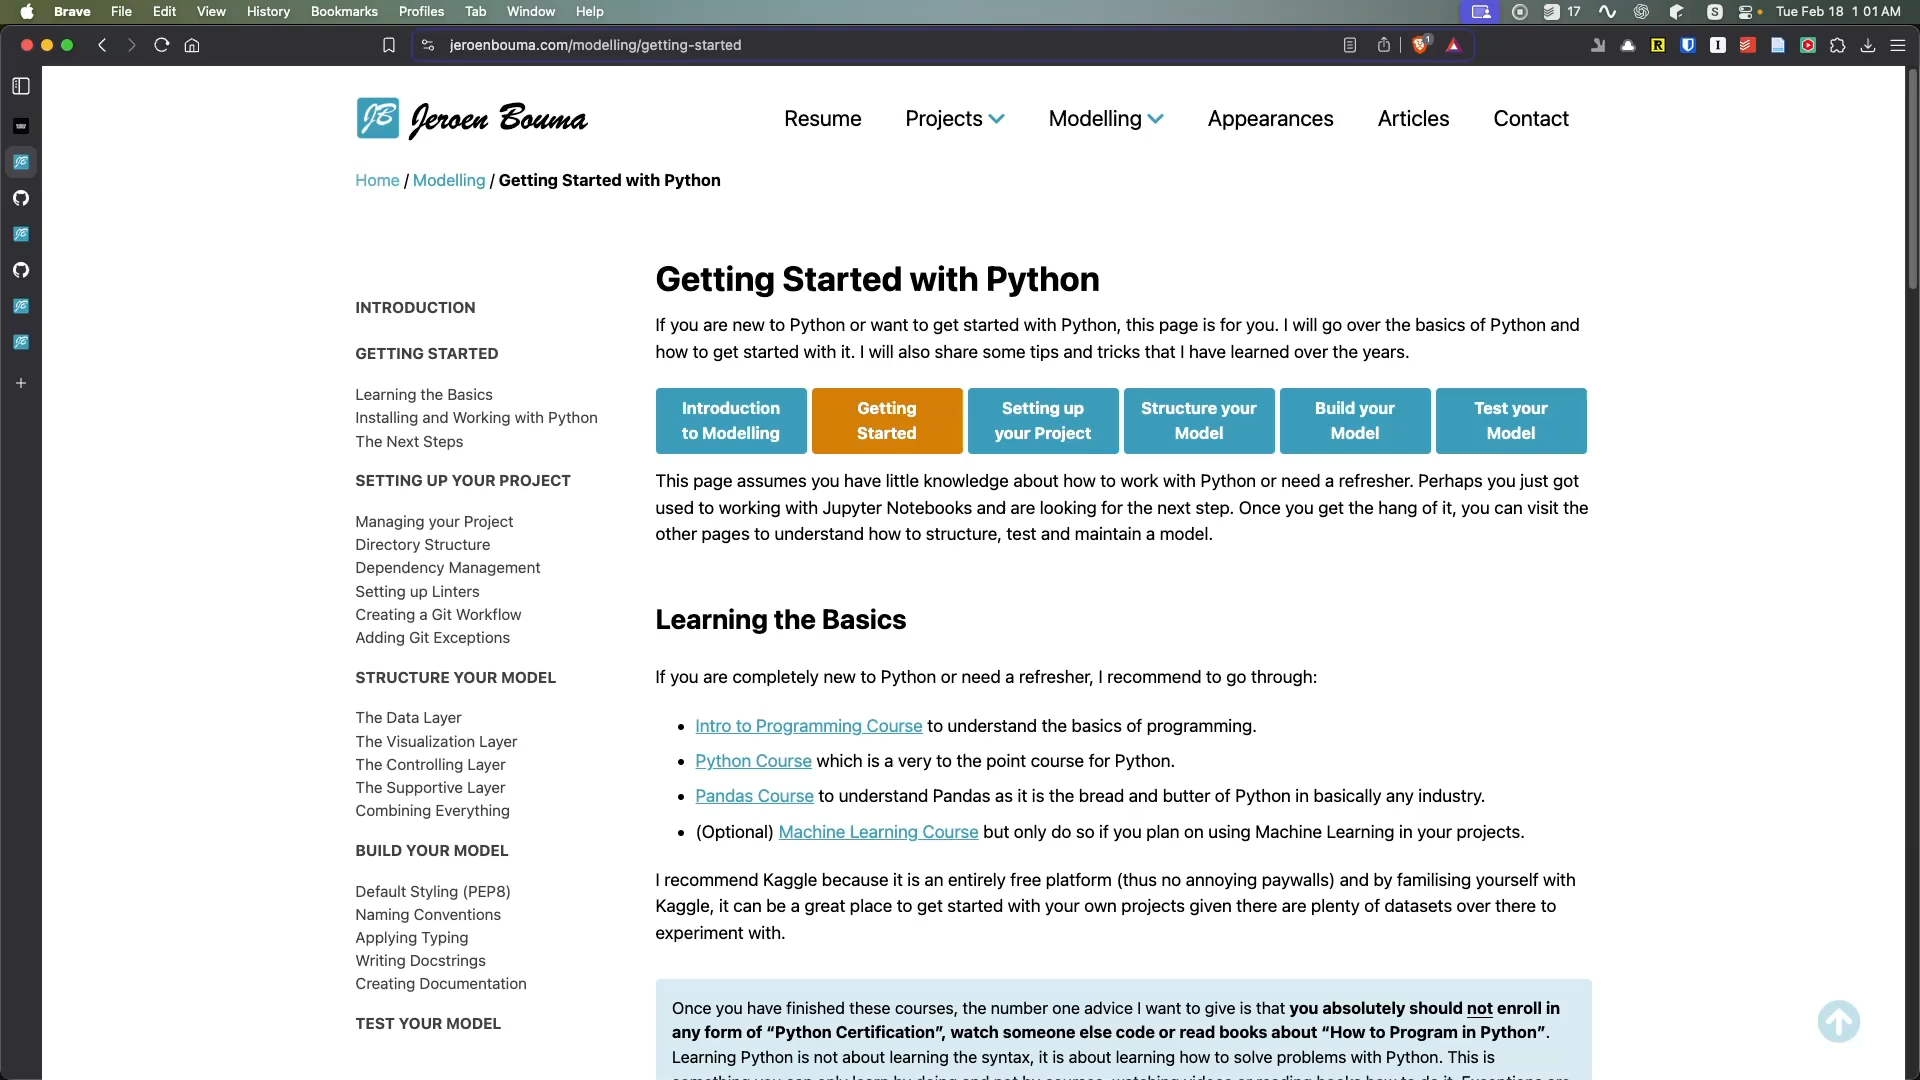 Brave File Edit View History Bookmarks Profiles Tab Window Help 17 Tue Feb 18 1 01 AM
jeroenbouma.com/modelling/getting-started
1
JB Jeroen Bouma
Resume Projects Modelling Appearances Articles Contact
Home / Modelling / Getting Started with Python
INTRODUCTION
GETTING STARTED
Learning the Basics
Installing and Working with Python
The Next Steps
SETTING UP YOUR PROJECT
Managing your Project
Directory Structure
Dependency Management
Setting up Linters
Creating a Git Workflow
Adding Git Exceptions
STRUCTURE YOUR MODEL
The Data Layer
The Visualization Layer
The Controlling Layer
The Supportive Layer
Combining Everything
BUILD YOUR MODEL
Default Styling (PEP8)
Naming Conventions
Applying Typing
Writing Docstrings
Creating Documentation
TEST YOUR MODEL
Getting Started with Python
If you are new to Python or want to get started with Python, this page is for you. I will go over the basics of Python and
how to get started with it. I will also share some tips and tricks that I have learned over the years.
Introduction
to Modelling
Getting
Started
Setting up
your Project
Structure your
Model
Build your
Model
Test your
Model
This page assumes you have little knowledge about how to work with Python or need a refresher. Perhaps you just got
used to working with Jupyter Notebooks and are looking for the next step. Once you get the hang of it, you can visit the
other pages to understand how to structure, test and maintain a model.
Learning the Basics
If you are completely new to Python or need a refresher, I recommend to go through:
• Intro to Programming Course to understand the basics of programming.
• Python Course which is a very to the point course for Python.
• Pandas Course to understand Pandas as it is the bread and butter of Python in basically any industry.
• (Optional) Machine Learning Course but only do so if you plan on using Machine Learning in your projects.
I recommend Kaggle because it is an entirely free platform (thus no annoying paywalls) and by familising yourself with
Kaggle, it can be a great place to get started with your own projects given there are plenty of datasets over there to
experiment with.
Once you have finished these courses, the number one advice I want to give is that you absolutely should not enroll in
any form of “Python Certification”, watch someone else code or read books about “How to Program in Python”.
Learning Python is not about learning the syntax, it is about learning how to solve problems with Python. This is